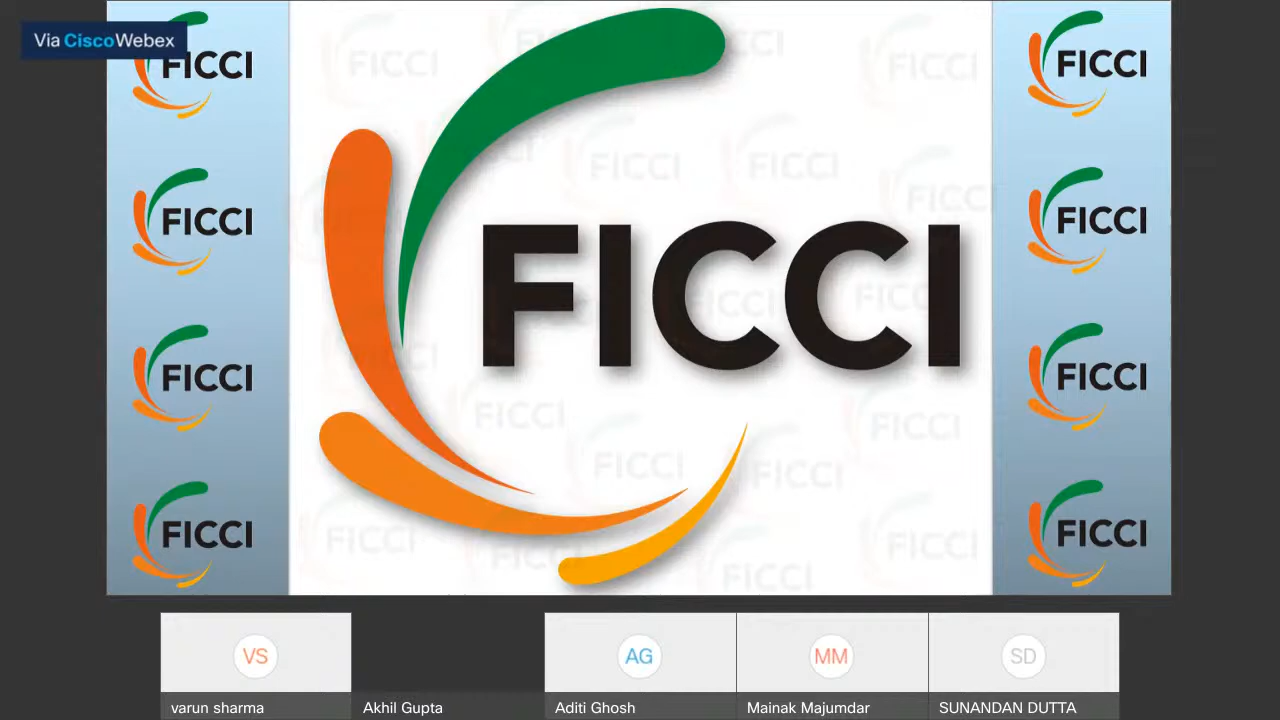 Via CiscoWebex
FICCI
FICCI
FICCI
FICCI
FICCI
FICCI
FICCI
FICCI
FICCI
VS
AG
MM
SD
varun sharma
Akhil Gupta
Aditi Ghosh
Mainak Majumdar
SUNANDAN DUTTA